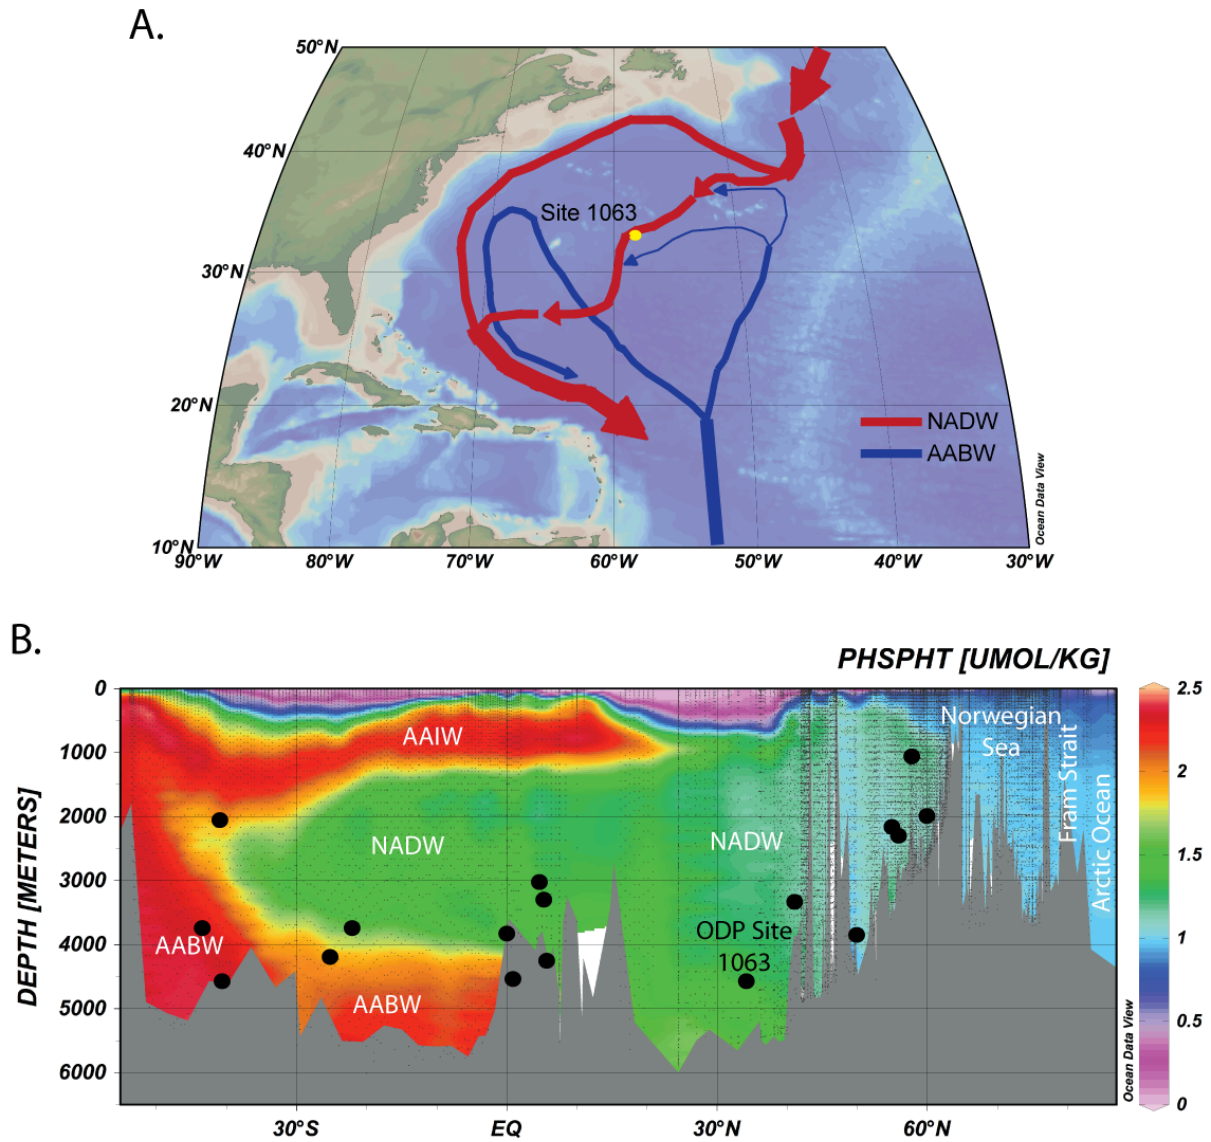 A.
50°N
40°N
30°N
20°N
10°N
Site 1063
NADW
AABW
Ocean Data View
90°W 80°W 70°W 60°W 50°W 40°W 30°W
B.
PHSPHT [UMOL/KG]
DEPTH [METERS]
0
1000
2000
3000
4000
5000
6000
AAIW
NADW
NADW
AABW
AABW
ODP Site
1063
Norwegian
Sea
Fram Strait
Arctic Ocean
Ocean Data View
2.5
2
1.5
1
0.5
0
30°S EQ 30°N 60°N